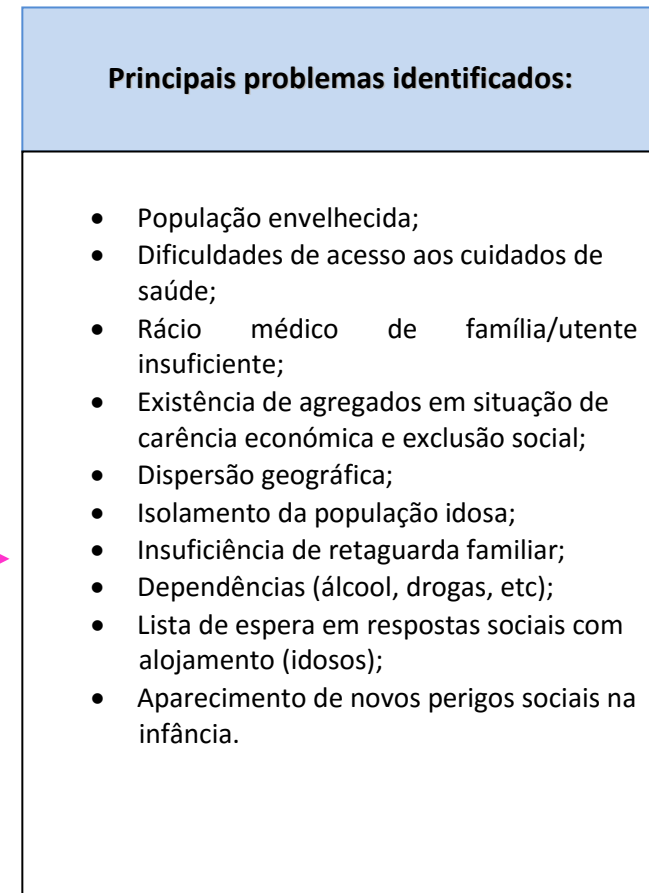 Principais problemas identificados:
• População envelhecida;
• Dificuldades de acesso aos cuidados de
saúde;
• Rácio médico de família/utente
insuficiente;
• Existência de agregados em situação de
carência económica e exclusão social;
• Dispersão geográfica;
• Isolamento da população idosa;
• Insuficiência de retaguarda familiar;
• Dependências (álcool, drogas, etc);
• Lista de espera em respostas sociais com
alojamento (idosos);
• Aparecimento de novos perigos sociais na
infância.